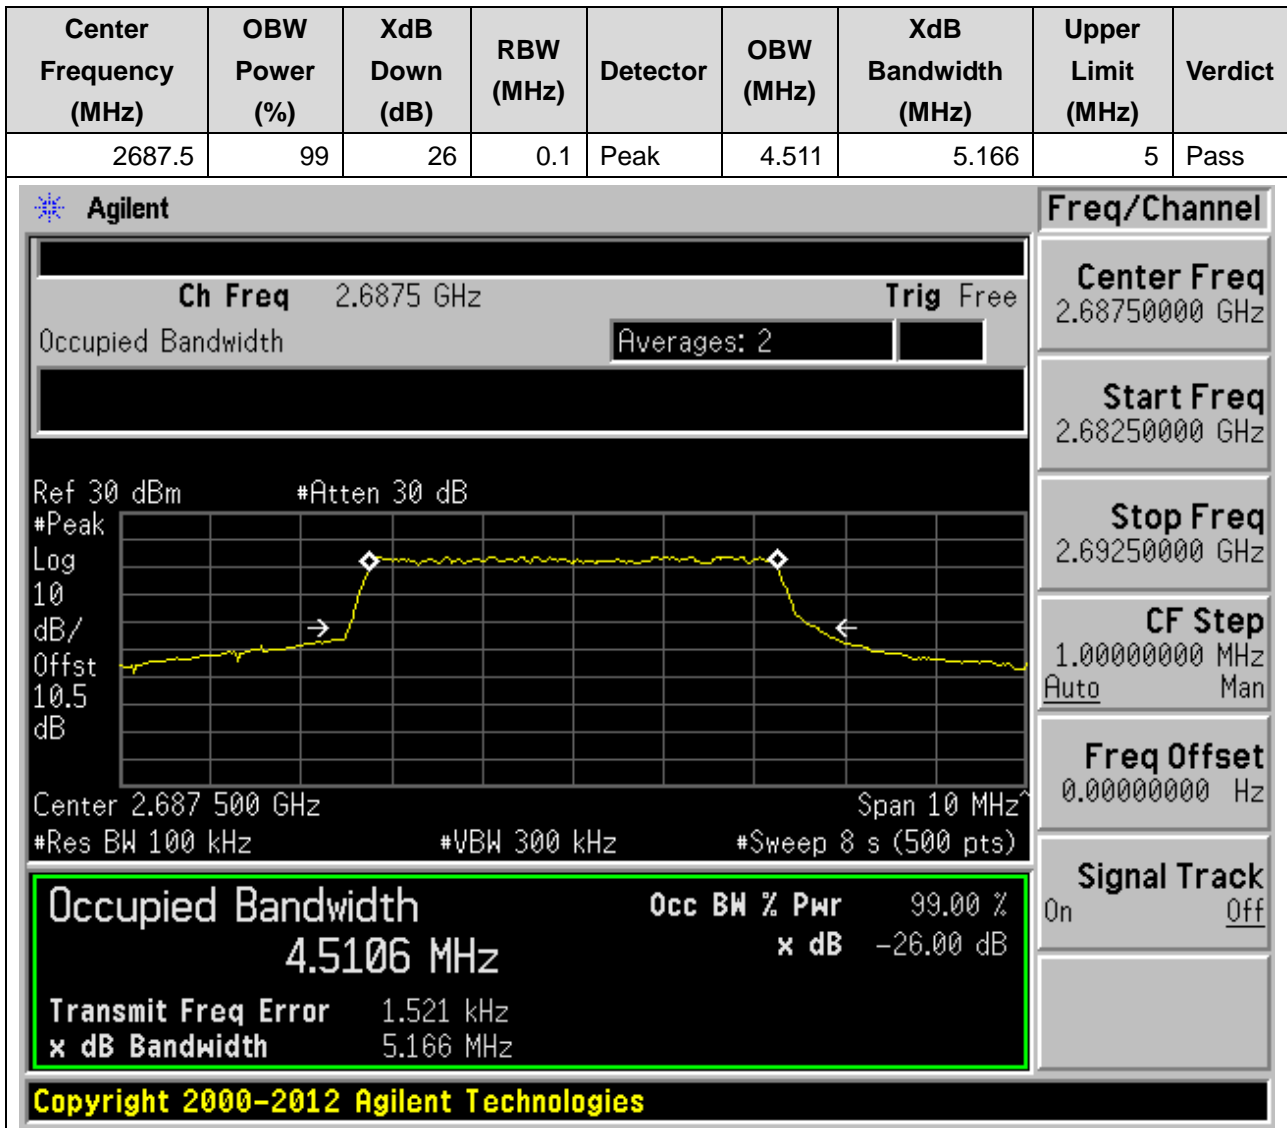 Center Frequency (MHz) OBW Power (%) XdB Down (dB) RBW (MHz) Detector OBW (MHz) XdB Bandwidth (MHz) Upper Limit (MHz) Verdict
2687.5 99 26 0.1 Peak 4.511 5.166 5 Pass
Agilent
Freq/Channel
Ch Freq 2.6875 GHz Trig Free
Occupied Bandwidth Averages: 2
Center Freq
2.68750000 GHz
Start Freq
2.68250000 GHz
Stop Freq
2.69250000 GHz
CF Step
1.00000000 MHz
Auto Man
Freq Offset
0.00000000 Hz
Signal Track
On Off
Ref 30 dBm #Atten 30 dB
#Peak
Log
10
dB/
Offst
10.5
dB
Center 2.687 500 GHz Span 10 MHz^
#Res BW 100 kHz #VBW 300 kHz #Sweep 8 s (500 pts)
Occupied Bandwidth Occ BW % Pwr 99.00 %
4.5106 MHz x dB -26.00 dB
Transmit Freq Error 1.521 kHz
x dB Bandwidth 5.166 MHz
Copyright 2000-2012 Agilent Technologies